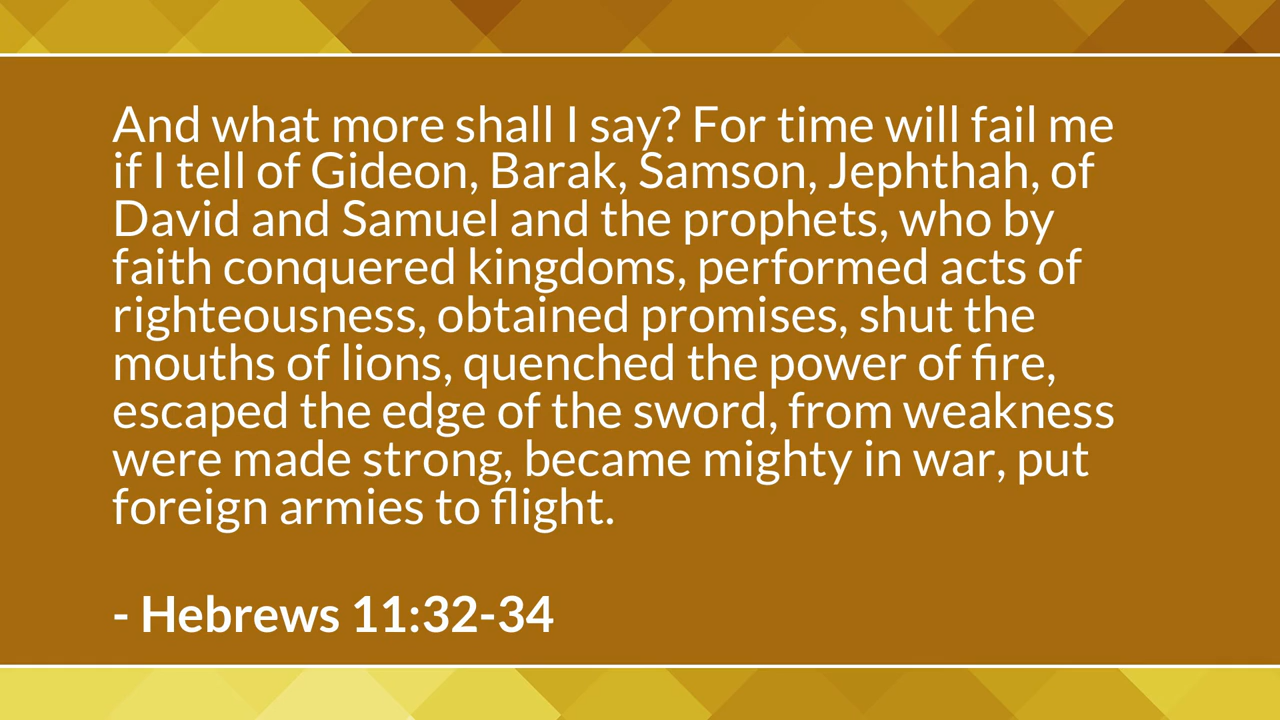 And what more shall I say? For time will fail me
if I tell of Gideon, Barak, Samson, Jephthah, of
David and Samuel and the prophets, who by
faith conquered kingdoms, performed acts of
righteousness, obtained promises, shut the
mouths of lions, quenched the power of fire,
escaped the edge of the sword, from weakness
were made strong, became mighty in war, put
foreign armies to flight.
- Hebrews 11:32-34